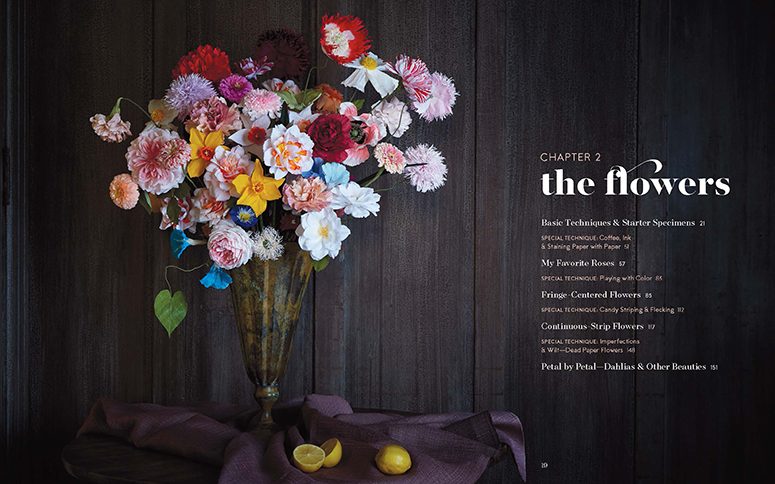 CHAPTER 2
the flowers
Basic Techniques & Starter Specimens 21
SPECIAL TECHNIQUE: Coffee, Ink
& Staining Paper with Paper 51
My Favorite Roses 57
SPECIAL TECHNIQUE: Playing with Color 83
Fringe-Centered Flowers 85
SPECIAL TECHNIQUE: Candy Striping & Flecking 112
Continuous-Strip Flowers 117
SPECIAL TECHNIQUE: Imperfections
& Wilt—Dead Paper Flowers 148
Petal by Petal—Dahlias & Other Beauties 151
19